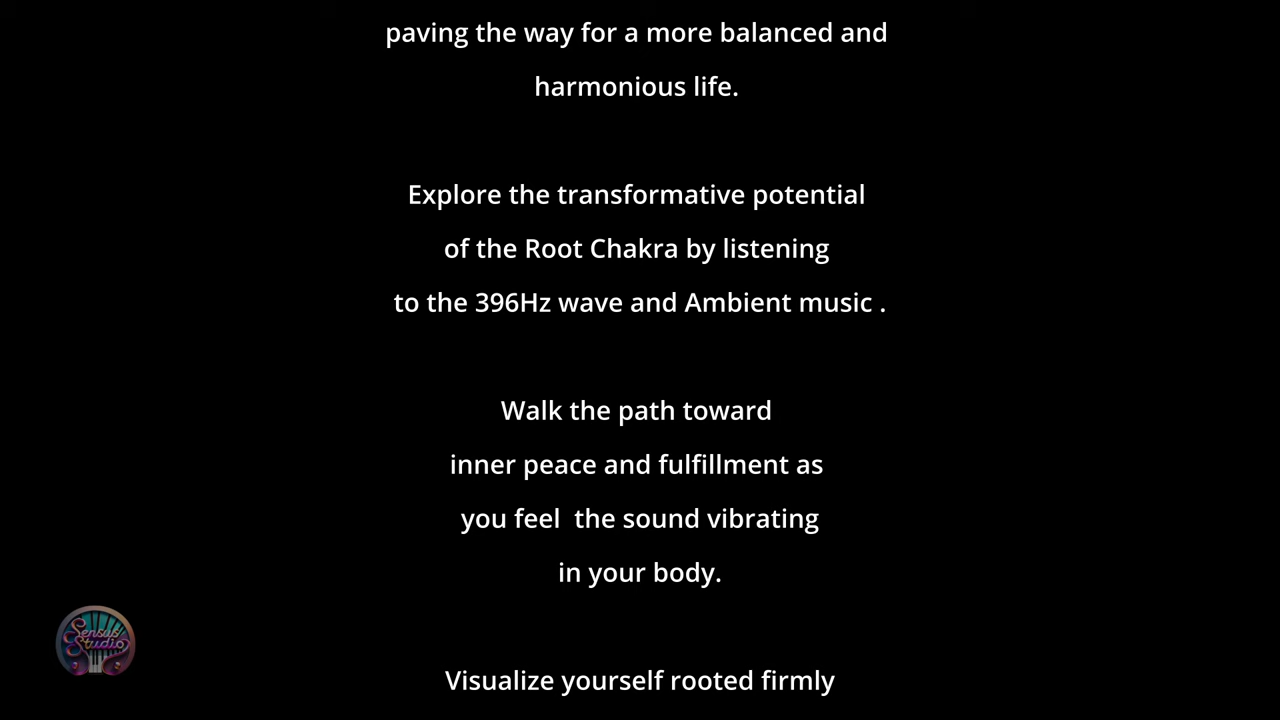 paving the way for a more balanced and
harmonious life.
Explore the transformative potential
of the Root Chakra by listening
to the 396Hz wave and Ambient music .
Walk the path toward
inner peace and fulfillment as
you feel  the sound vibrating
in your body.
Visualize yourself rooted firmly
Sensus
Studio